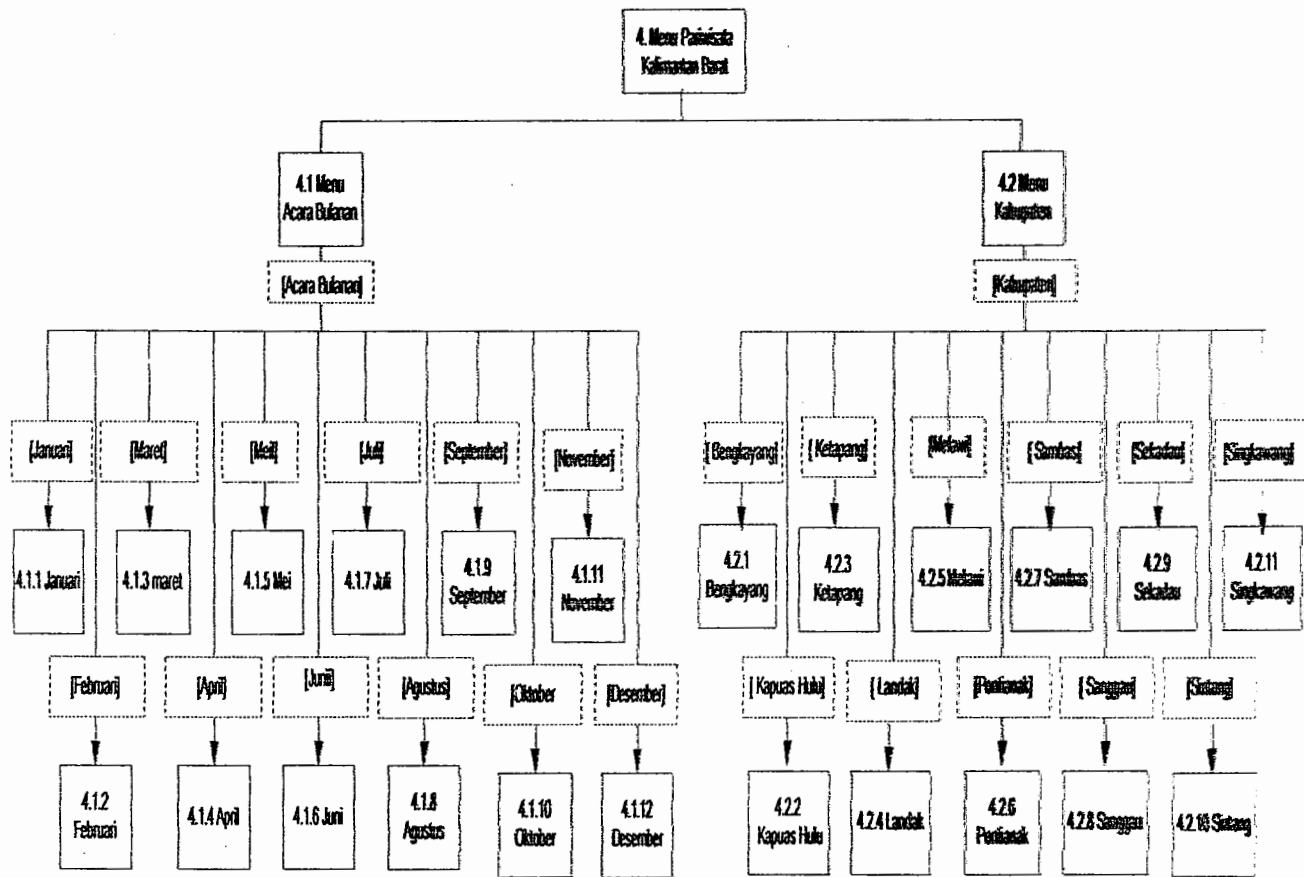 4. Menu Pariwisata
Kalimantan Barat
4.1 Menu
Acara Bulanan
4.2 Menu
Kabupaten
[Acara Bulanan]
[Kabupaten]
[Januari]
[Maret]
[Mei]
[Juli]
[September]
[November]
[ Bengkayang]
[ Ketapang]
[Melawi]
[ Sambas]
[Sekadau]
[Singkawang]
4.1.1 Januari
4.1.3 maret
4.1.5 Mei
4.1.7 Juli
4.1.9
September
4.1.11
November
4.2.1
Bengkayang
4.2.3
Ketapang
4.2.5 Melawi
4.2.7 Sambas
4.2.9
Sekadau
4.2.11
Singkawang
[Februari]
[April]
[Juni]
[Agustus]
[Oktober
[Desember]
[ Kapuas Hulu]
[ Landak]
[Pontianak]
[ Sanggau]
[Sintang]
4.1.2
Februari
4.1.4 April
4.1.6 Juni
4.1.8
Agustus
4.1.10
Oktober
4.1.12
Desember
4.2.2
Kapuas Hulu
4.2.4 Landak
4.2.6
Pontianak
4.2.8 Sanggau
4.2.10 Sintang